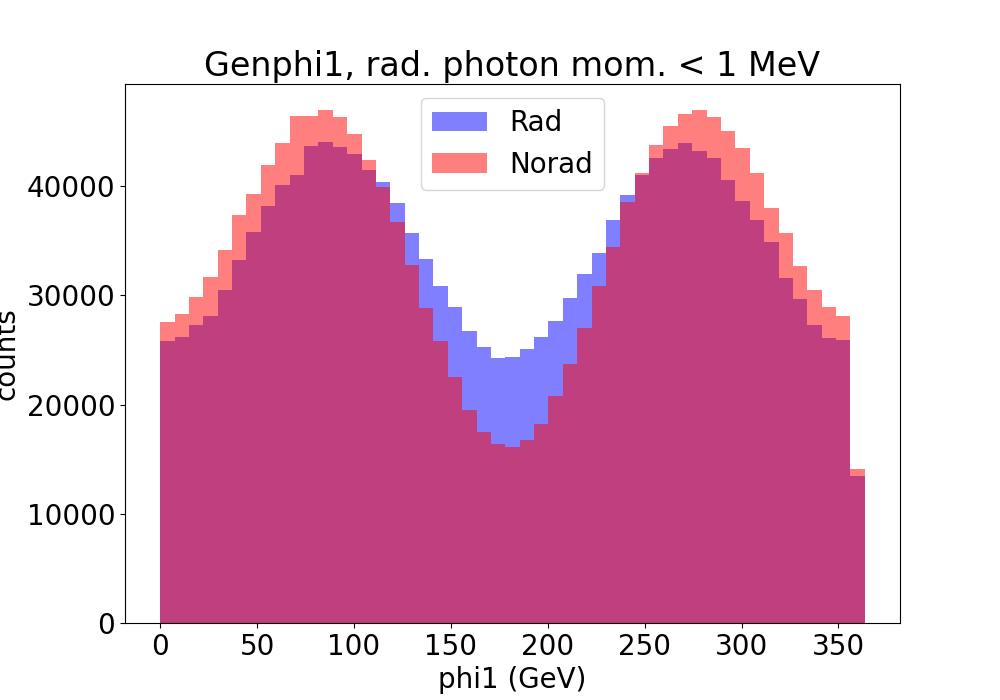 Genphi1, rad. photon mom. < 1 MeV
Rad
Norad
counts
40000
30000
20000
10000
0
0 50 100 150 200 250 300 350
phi1 (GeV)